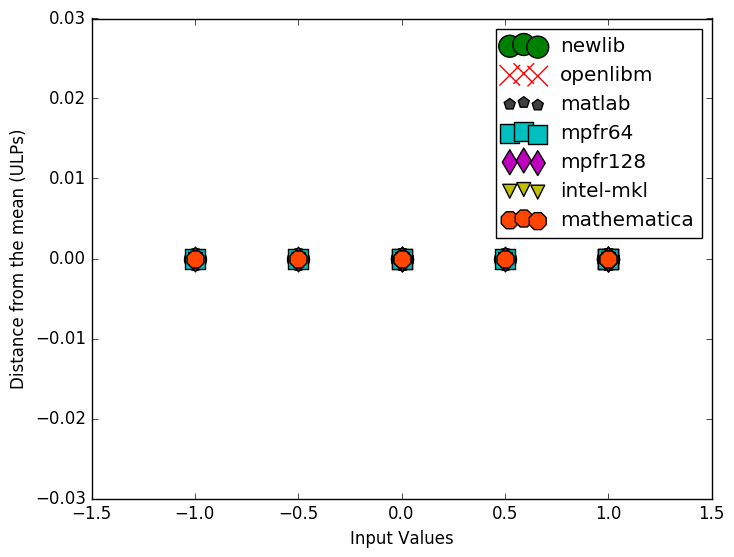 0.03
0.02
0.01
0.00
−0.01
−0.02
−0.03
Distance from the mean (ULPs)
newlib
openlibm
matlab
mpfr64
mpfr128
intel-mkl
mathematica
−1.5 −1.0 −0.5 0.0 0.5 1.0 1.5
Input Values